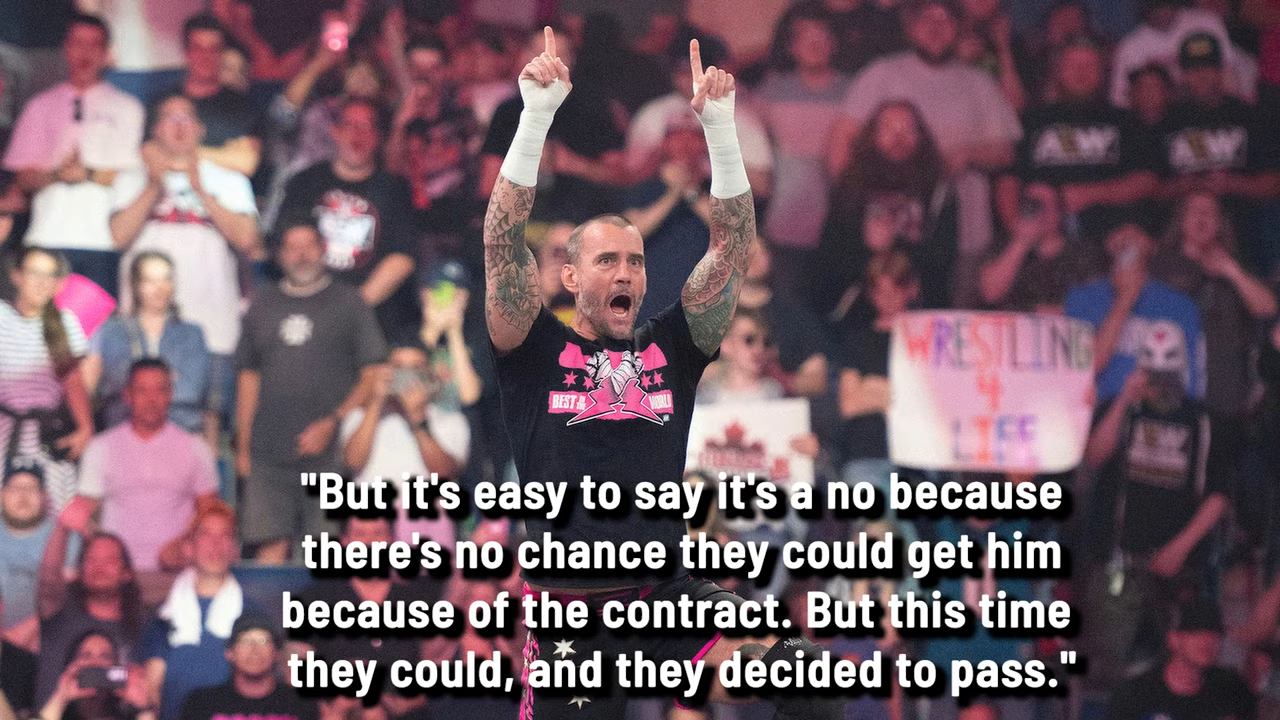 AEW
AEW
WRESTLING
4
LIFE
BEST IN THE WORLD
AEW
"But it's easy to say it's a no because
there's no chance they could get him
because of the contract. But this time
they could, and they decided to pass."